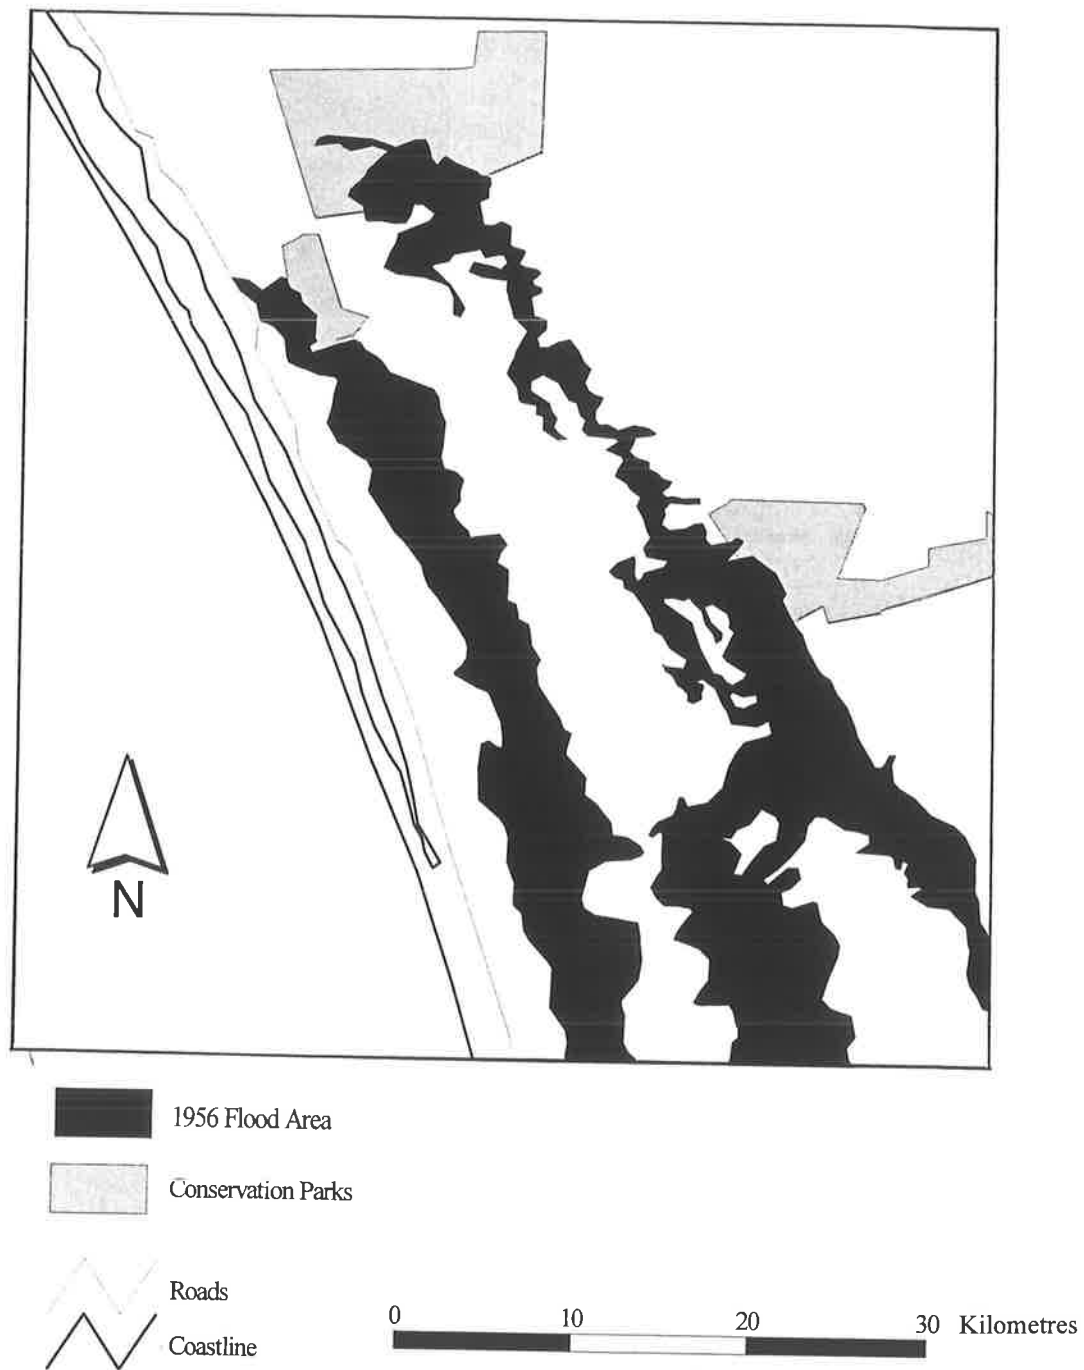 N
1956 Flood Area
Conservation Parks
Roads
Coastline
0 10 20 30 Kilometres